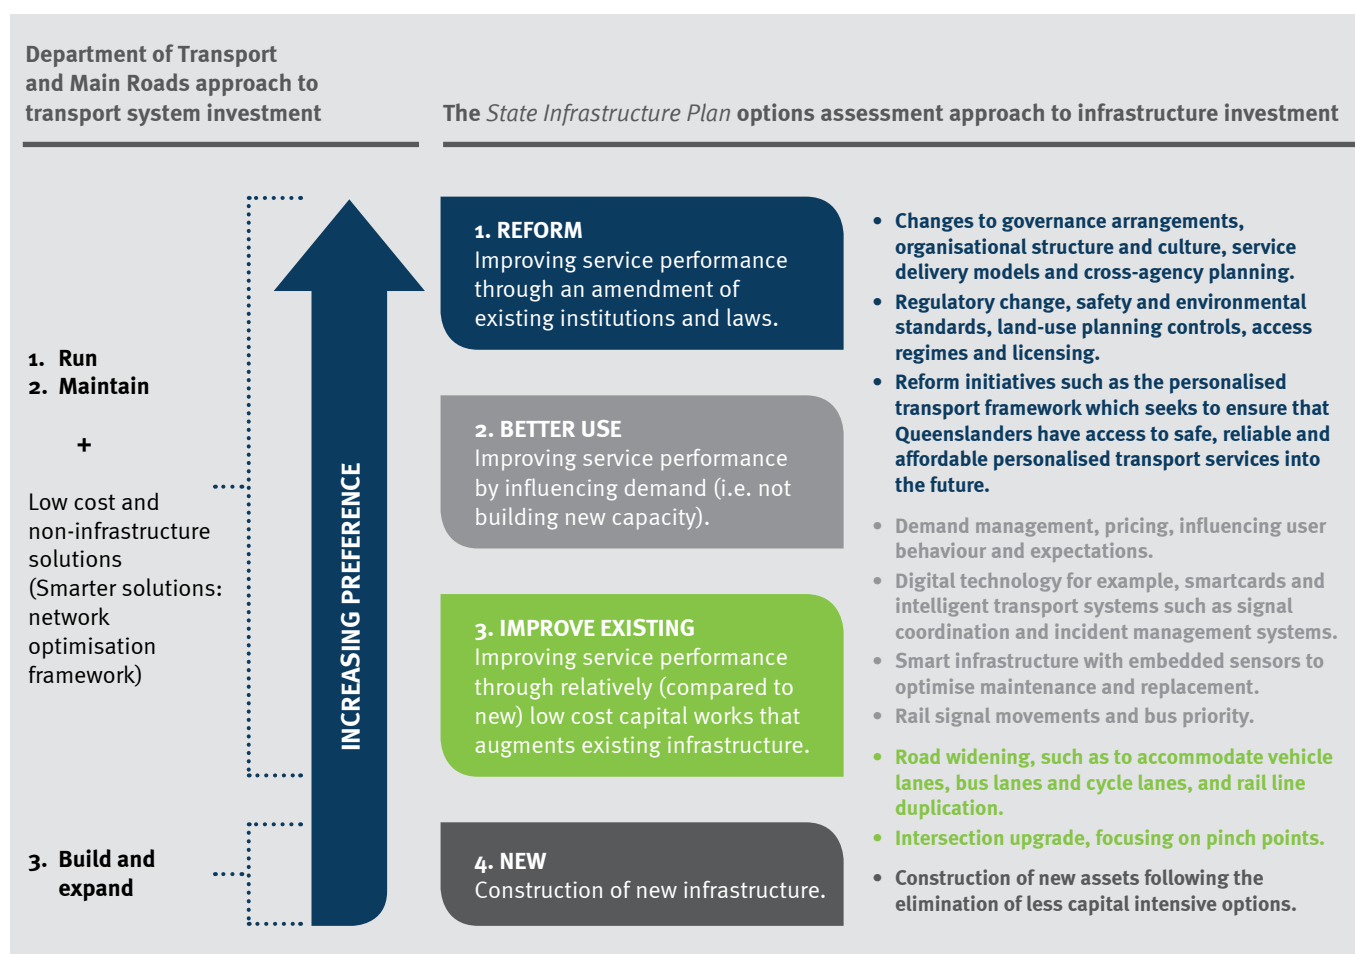 Department of Transport
and Main Roads approach to
transport system investment
The State Infrastructure Plan options assessment approach to infrastructure investment
1. Run
2. Maintain
+
Low cost and
non-infrastructure
solutions
(Smarter solutions:
network
optimisation
framework)
3. Build and
expand
INCREASING PREFERENCE
1. REFORM
Improving service performance
through an amendment of
existing institutions and laws.
2. BETTER USE
Improving service performance
by influencing demand (i.e. not
building new capacity).
3. IMPROVE EXISTING
Improving service performance
through relatively (compared to
new) low cost capital works that
augments existing infrastructure.
4. NEW
Construction of new infrastructure.
• Changes to governance arrangements,
organisational structure and culture, service
delivery models and cross-agency planning.
• Regulatory change, safety and environmental
standards, land-use planning controls, access
regimes and licensing.
• Reform initiatives such as the personalised
transport framework which seeks to ensure that
Queenslanders have access to safe, reliable and
affordable personalised transport services into
the future.
• Demand management, pricing, influencing user
behaviour and expectations.
• Digital technology for example, smartcards and
intelligent transport systems such as signal
coordination and incident management systems.
• Smart infrastructure with embedded sensors to
optimise maintenance and replacement.
• Rail signal movements and bus priority.
• Road widening, such as to accommodate vehicle
lanes, bus lanes and cycle lanes, and rail line
duplication.
• Intersection upgrade, focusing on pinch points.
• Construction of new assets following the
elimination of less capital intensive options.